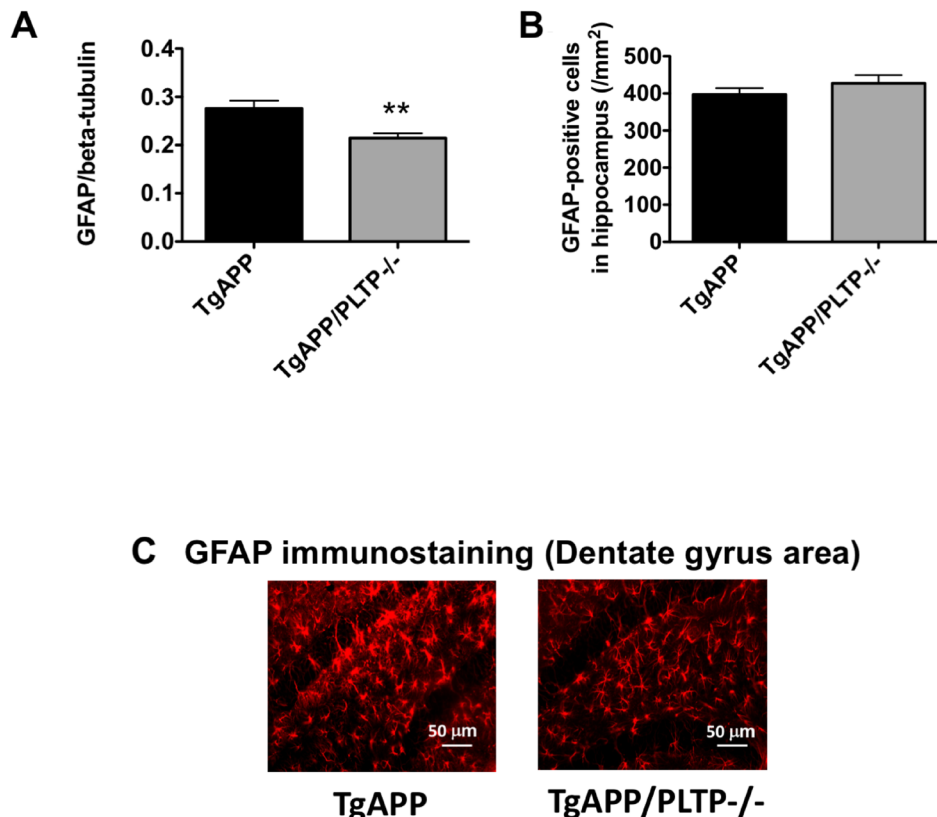 A
GFAP/beta-tubulin
0.4
0.3
0.2
0.1
0.0
**
TgAPP
TgAPP/PLTP-/-
B
GFAP-positive cells
in hippocampus (/mm²)
500
400
300
200
100
0
TgAPP
TgAPP/PLTP-/-
C GFAP immunostaining (Dentate gyrus area)
50 μm
50 μm
TgAPP
TgAPP/PLTP-/-